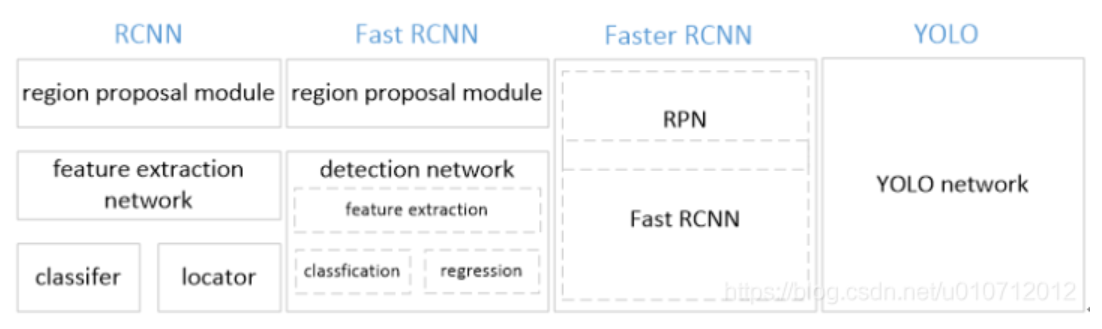 RCNN
Fast RCNN
Faster RCNN
YOLO
region proposal module
region proposal module
RPN
YOLO network
feature extraction
network
detection network
feature extraction
Fast RCNN
classifer
locator
classfication
regression
https://blog.csdn.net/u010712012